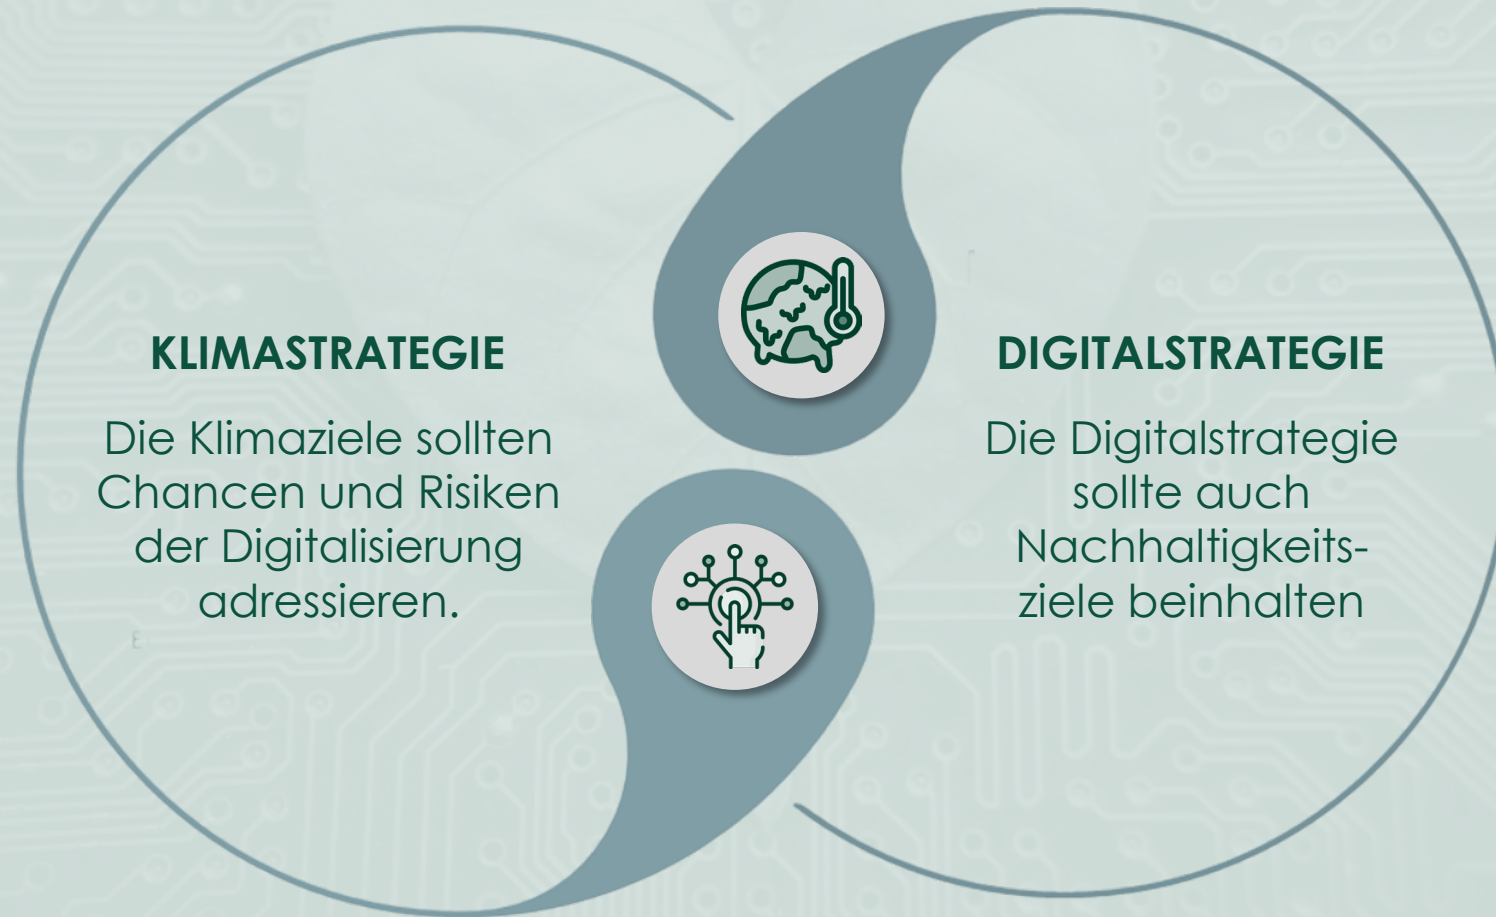 KLIMASTRATEGIE
Die Klimaziele sollten
Chancen und Risiken
der Digitalisierung
adressieren.
DIGITALSTRATEGIE
Die Digitalstrategie
sollte auch
Nachhaltigkeits-
ziele beinhalten